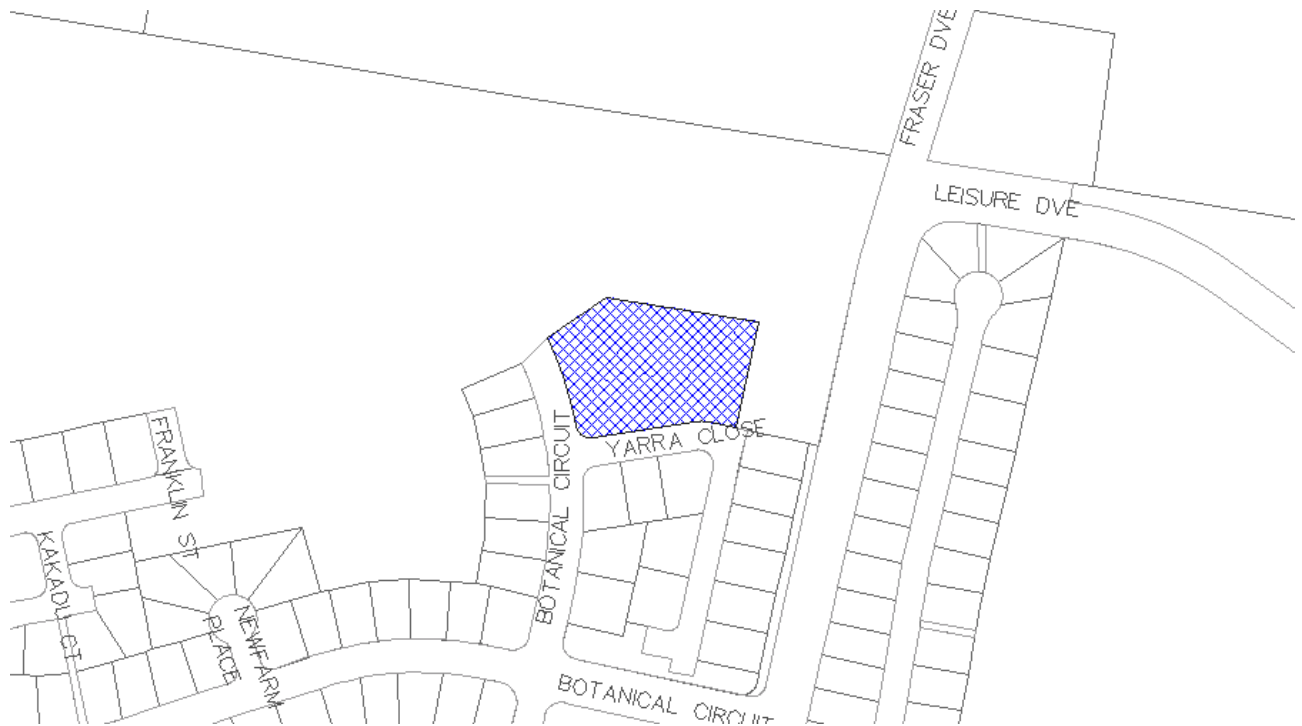 FRASER DVE
LEISURE DVE
YARRA CLOSE
BOTANICAL CIRCUIT
FRANKLIN ST
KAKADU CT
NEWFARM
PLACE
BOTANICAL CIRCUIT